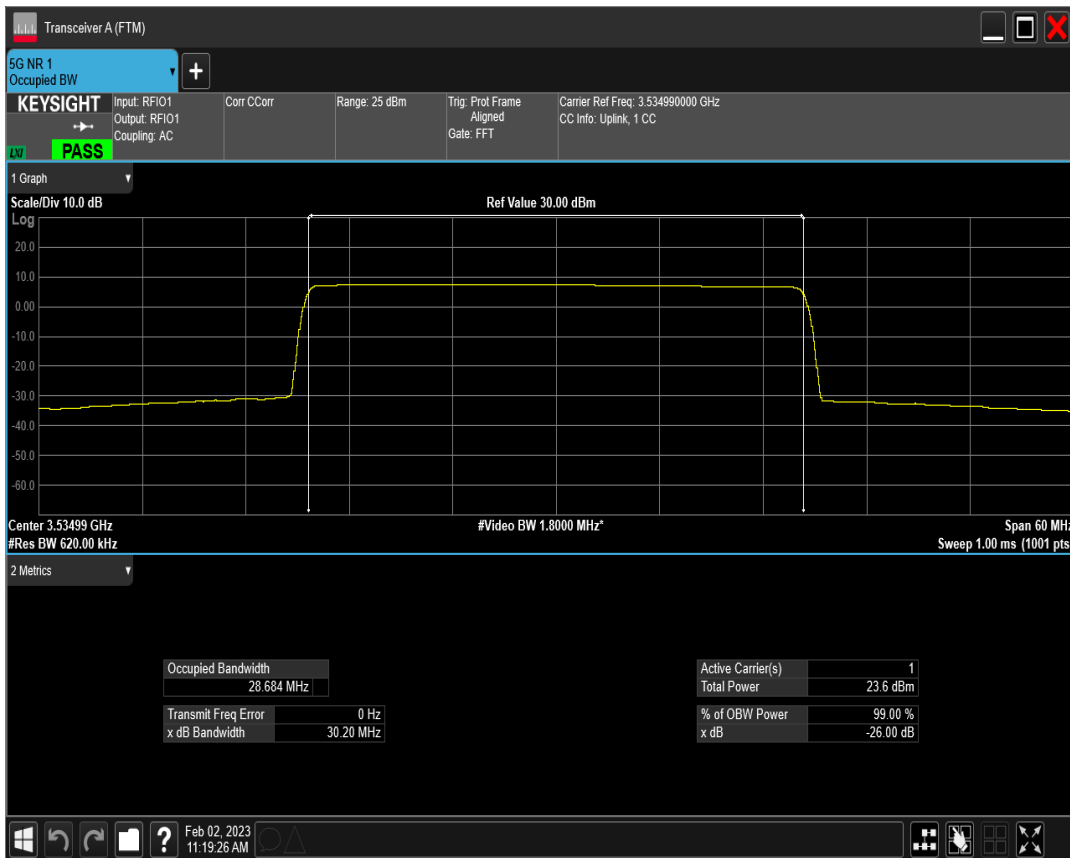 Transceiver A (FTM)
5G NR 1
Occupied BW
+
KEYSIGHT
LXI
PASS
Input: RFIO1
Output: RFIO1
Coupling: AC
Corr CCorr
Range: 25 dBm
Trig: Prot Frame
Aligned
Gate: FFT
Carrier Ref Freq: 3.534990000 GHz
CC Info: Uplink, 1 CC
1 Graph
Scale/Div 10.0 dB
Ref Value 30.00 dBm
Log
20.0
10.0
0.00
-10.0
-20.0
-30.0
-40.0
-50.0
-60.0
Center 3.53499 GHz
#Video BW 1.8000 MHz*
Span 60 MHz
#Res BW 620.00 kHz
Sweep 1.00 ms (1001 pts
2 Metrics
Occupied Bandwidth
28.684 MHz
Transmit Freq Error 0 Hz
x dB Bandwidth 30.20 MHz
Active Carrier(s) 1
Total Power 23.6 dBm
% of OBW Power 99.00 %
x dB -26.00 dB
?
Feb 02, 2023
11:19:26 AM